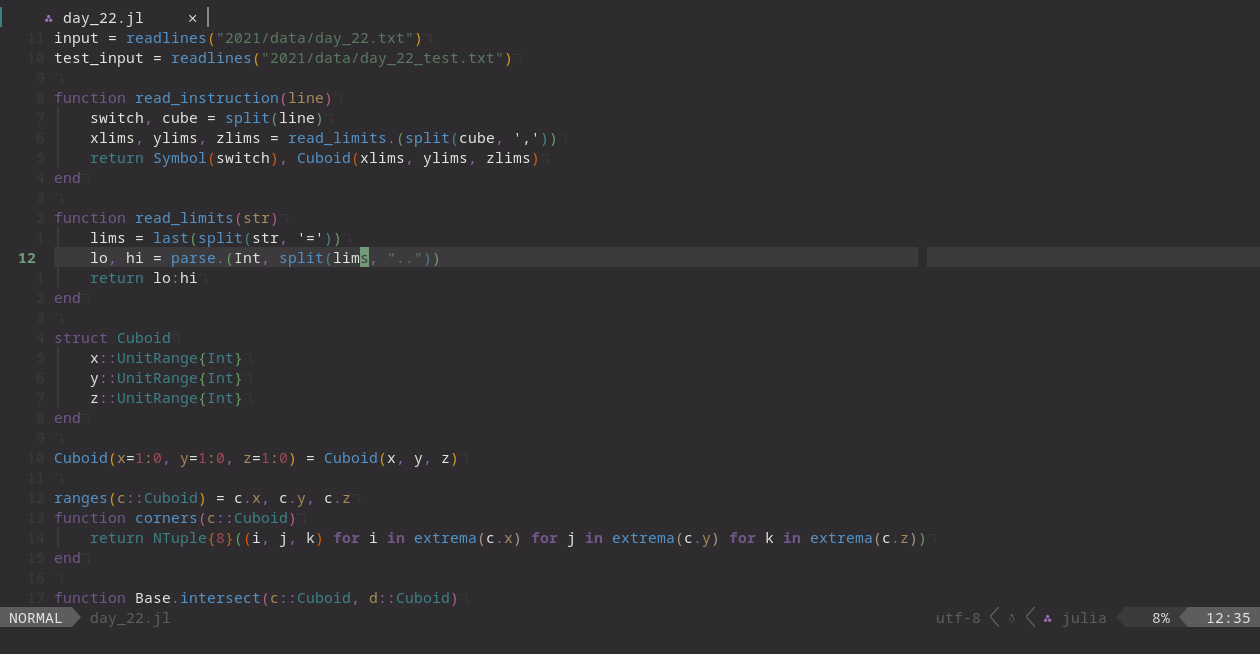 day_22.jl ×
11 input = readlines("2021/data/day_22.txt")
10 test_input = readlines("2021/data/day_22_test.txt")
9
8 function read_instruction(line)
7     switch, cube = split(line)
6     xlims, ylims, zlims = read_limits.(split(cube, ','))
5     return Symbol(switch), Cuboid(xlims, ylims, zlims)
4 end
3
2 function read_limits(str)
1     lims = last(split(str, '='))
12     lo, hi = parse.(Int, split(lims, ".."))
1     return lo:hi
2 end
3
4 struct Cuboid
5     x::UnitRange{Int}
6     y::UnitRange{Int}
7     z::UnitRange{Int}
8 end
9
10 Cuboid(x=1:0, y=1:0, z=1:0) = Cuboid(x, y, z)
11
12 ranges(c::Cuboid) = c.x, c.y, c.z
13 function corners(c::Cuboid)
14     return NTuple{8}((i, j, k) for i in extrema(c.x) for j in extrema(c.y) for k in extrema(c.z))
15 end
16
17 function Base.intersect(c::Cuboid, d::Cuboid)
NORMAL day_22.jl utf-8 julia 8% 12:35